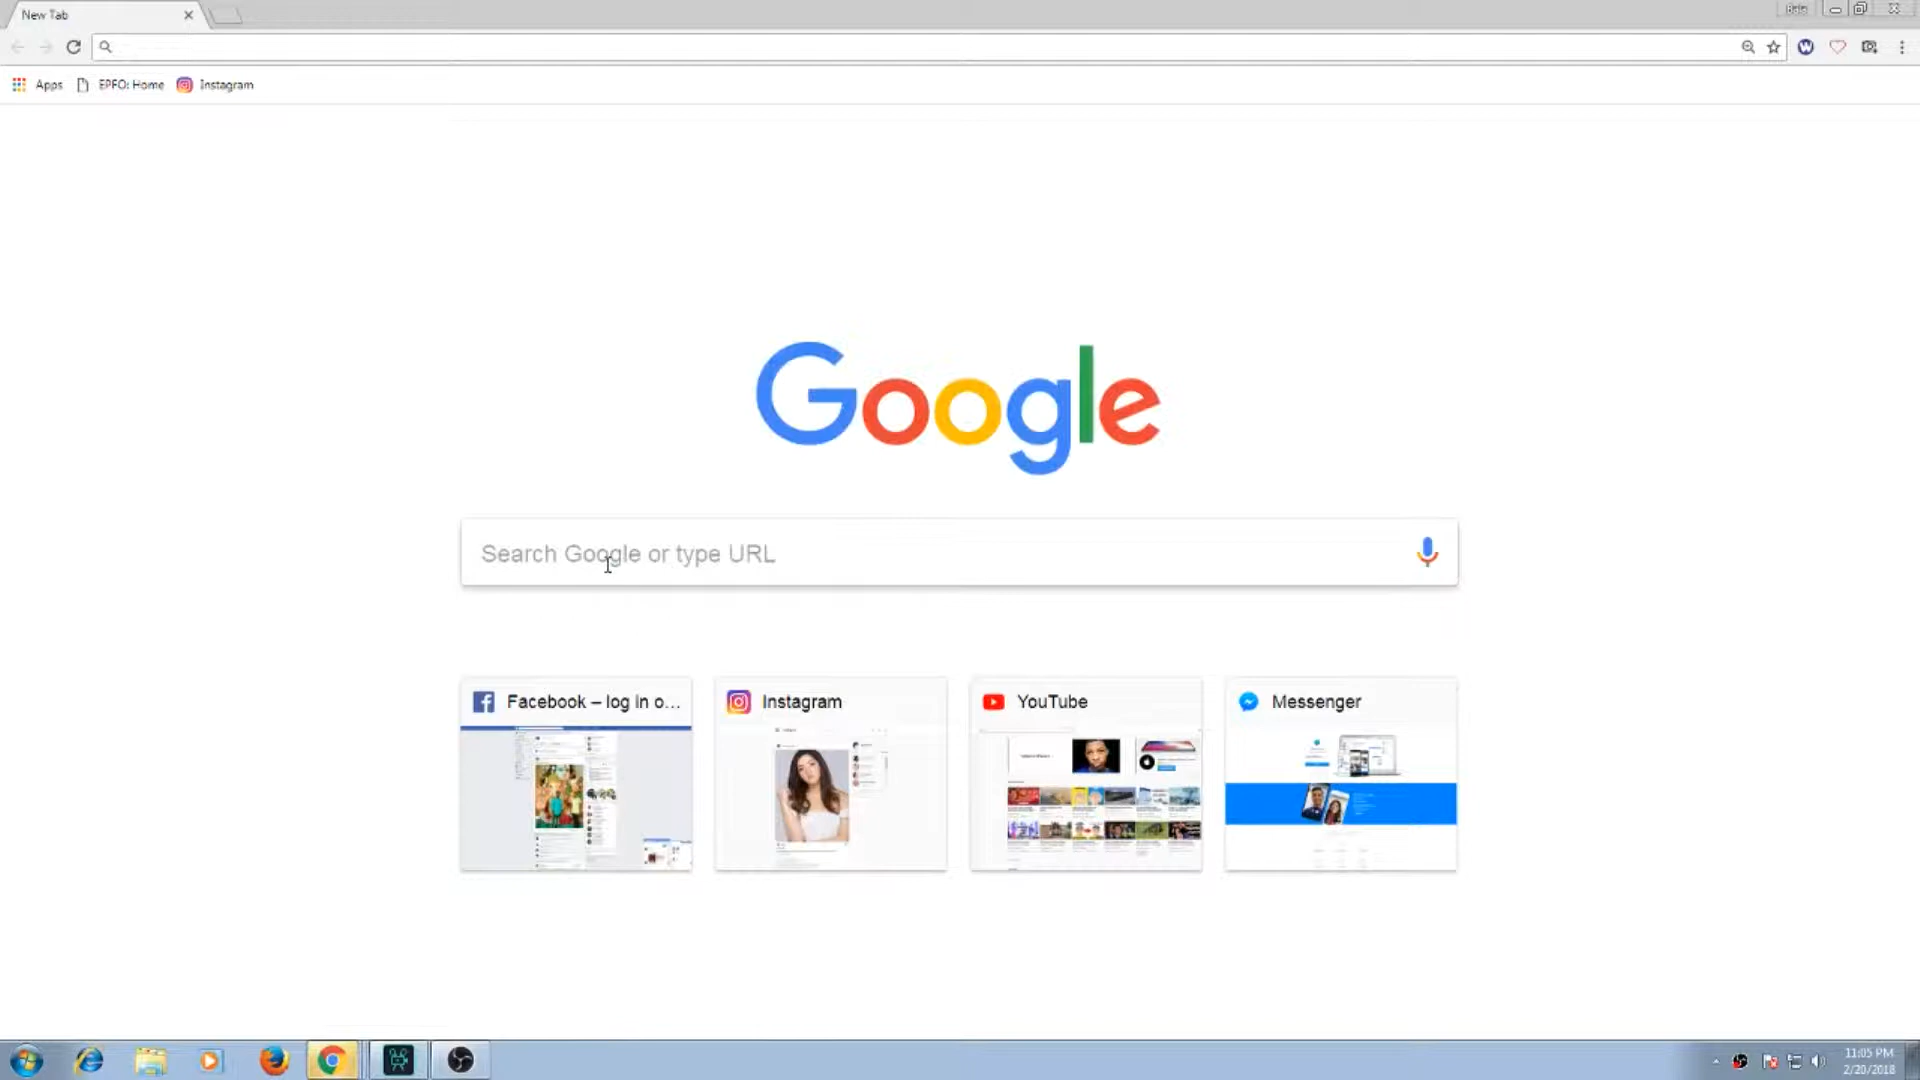 New Tab
Apps
EPFO: Home
Instagram
Google
Search Google or type URL
Facebook – log in o...
Instagram
YouTube
Messenger
11:05 PM
2/20/2018